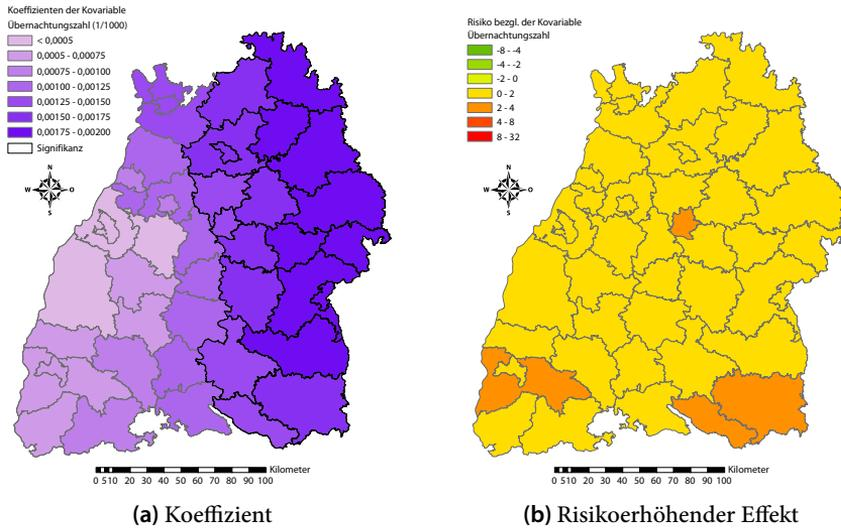 Koeffizienten der Kovariable
Übernachtungszahl (1/1000)
< 0,0005
0,0005 - 0,00075
0,00075 - 0,00100
0,00100 - 0,00125
0,00125 - 0,00150
0,00150 - 0,00175
0,00175 - 0,00200
Signifikanz
N
W O
S
Kilometer
0 5 10 20 30 40 50 60 70 80 90 100
(a) Koeffizient
Risiko bezgl. der Kovariable
Übernachtungszahl
-8 - -4
-4 - -2
-2 - 0
0 - 2
2 - 4
4 - 8
8 - 32
N
W O
S
Kilometer
0 5 10 20 30 40 50 60 70 80 90 100
(b) Risikoerhöhender Effekt